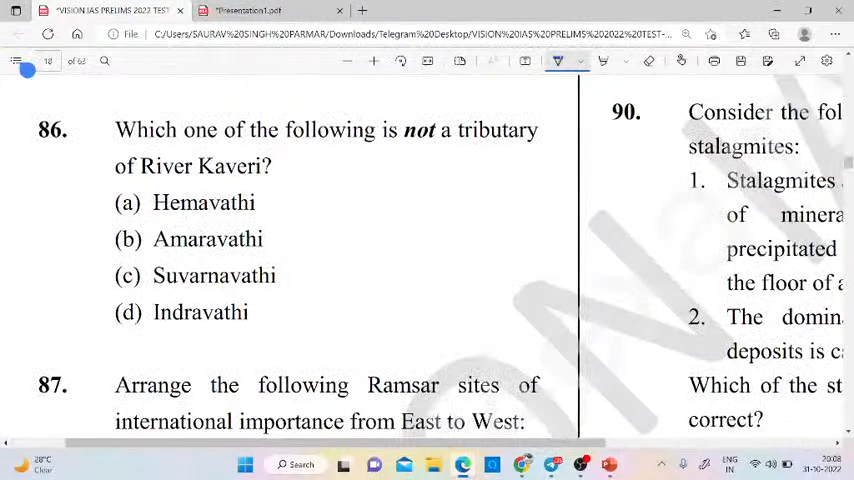 *VISION IAS PRELIMS 2022 TEST
*Presentation1.pdf
File
C:/Users/SAURAV%20SINGH%20PARMAR/Downloads/Telegram%20Desktop/VISION%20IAS%20PRELIMS%202022%20TEST-...
18 of 63
86. Which one of the following is not a tributary
of River Kaveri?
(a) Hemavathi
(b) Amaravathi
(c) Suvarnavathi
(d) Indravathi
87. Arrange the following Ramsar sites of
international importance from East to West:
90. Consider the fol
stalagmites:
1. Stalagmites
of minera
precipitated
the floor of a
2. The domin
deposits is c
Which of the st
correct?
28°C
Clear
Search
ENG
IN
20:08
31-10-2022